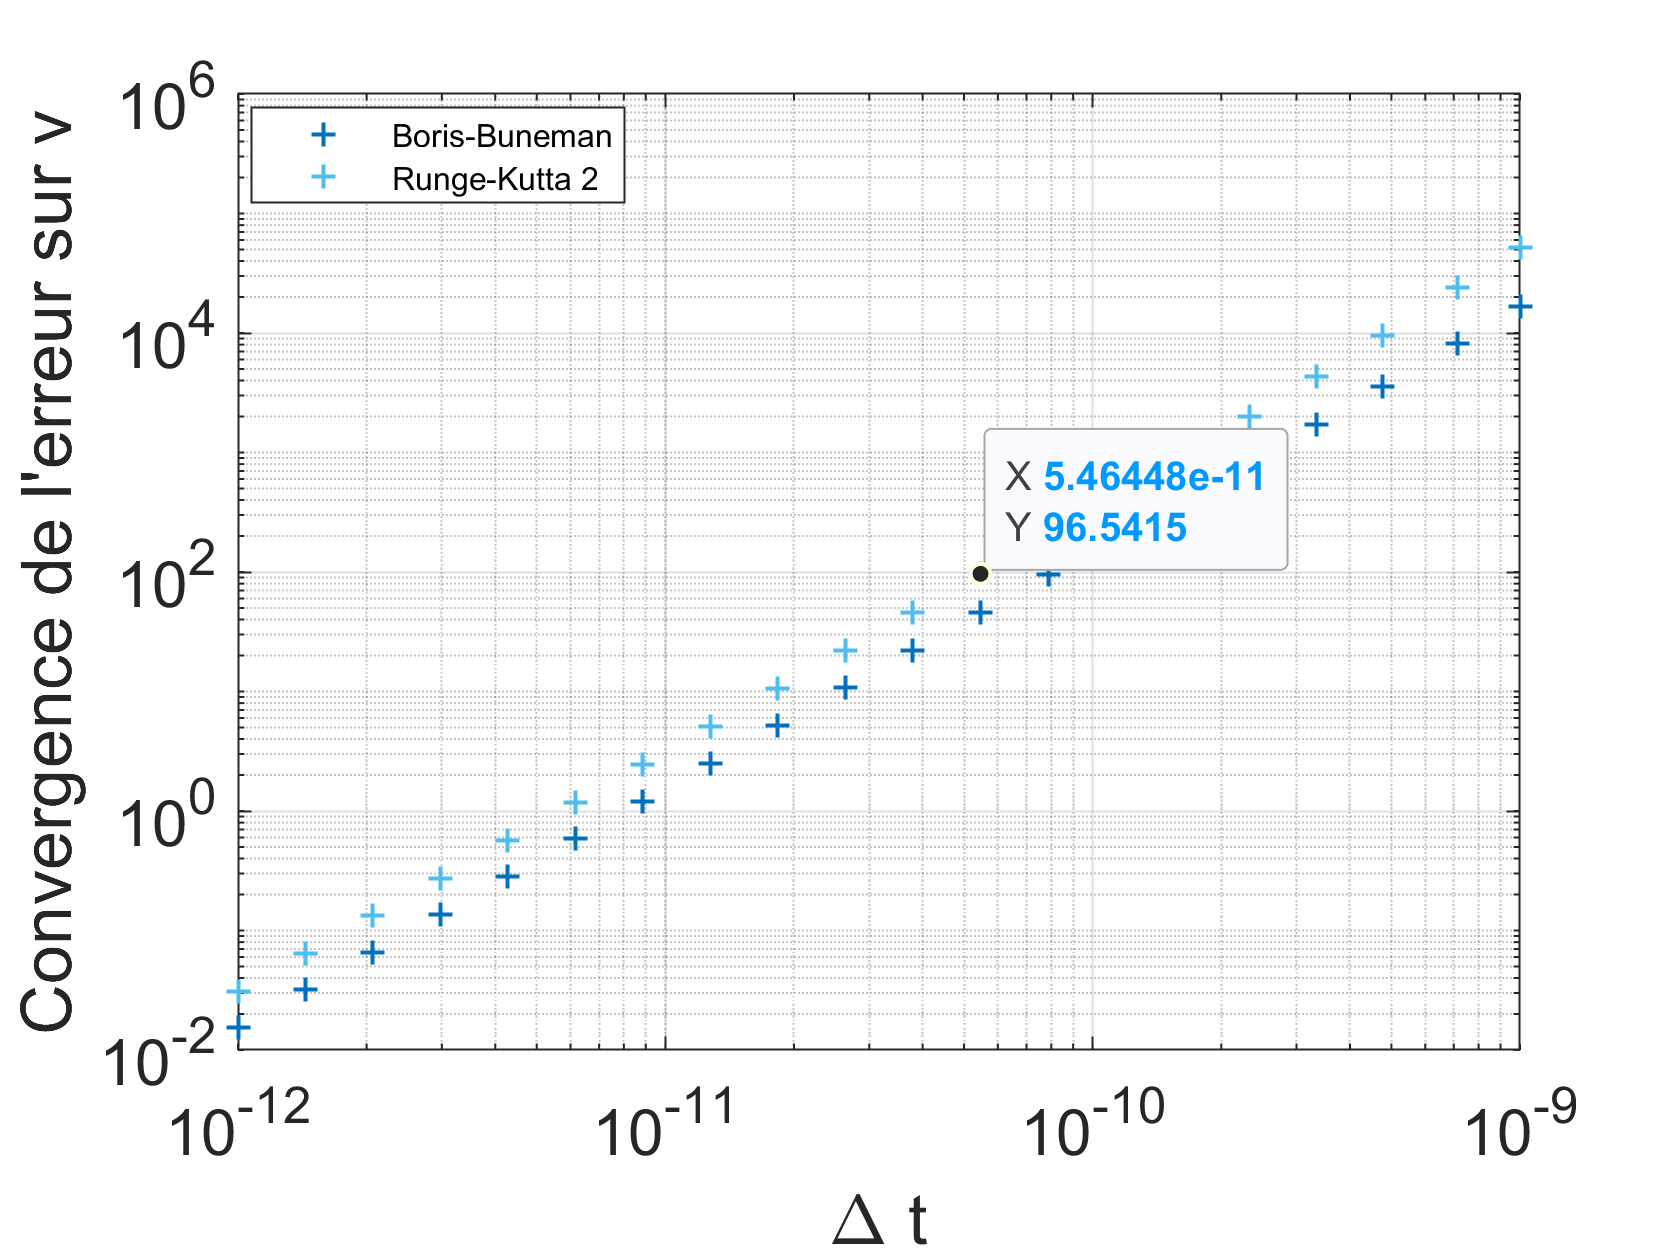 Convergence de l'erreur sur v
10^6
10^4
10^2
10^0
10^-2
Boris-Buneman
Runge-Kutta 2
X 5.46448e-11
Y 96.5415
10^-12 10^-11 10^-10 10^-9
Δ t